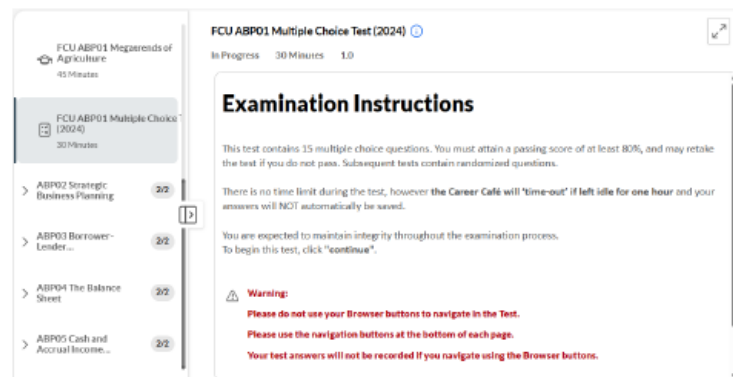 FCU ABP01 Megatrends of
Agriculture
45 Minutes
FCU ABP01 Multiple Choice
(2024)
30 Minutes
ABP02 Strategic
Business Planning
2/2
ABP03 Borrower-
Lender...
2/2
ABP04 The Balance
Sheet
2/2
ABP05 Cash and
Accrual Income...
2/2
FCU ABP01 Multiple Choice Test (2024)
In Progress 30 Minutes 1.0
Examination Instructions
This test contains 15 multiple choice questions. You must attain a passing score of at least 80%, and may retake
the test if you do not pass. Subsequent tests contain randomized questions.
There is no time limit during the test, however the Career Café will 'time-out' if left idle for one hour and your
answers will NOT automatically be saved.
You are expected to maintain integrity throughout the examination process.
To begin this test, click "continue".
Warning:
Please do not use your Browser buttons to navigate in the Test.
Please use the navigation buttons at the bottom of each page.
Your test answers will not be recorded if you navigate using the Browser buttons.